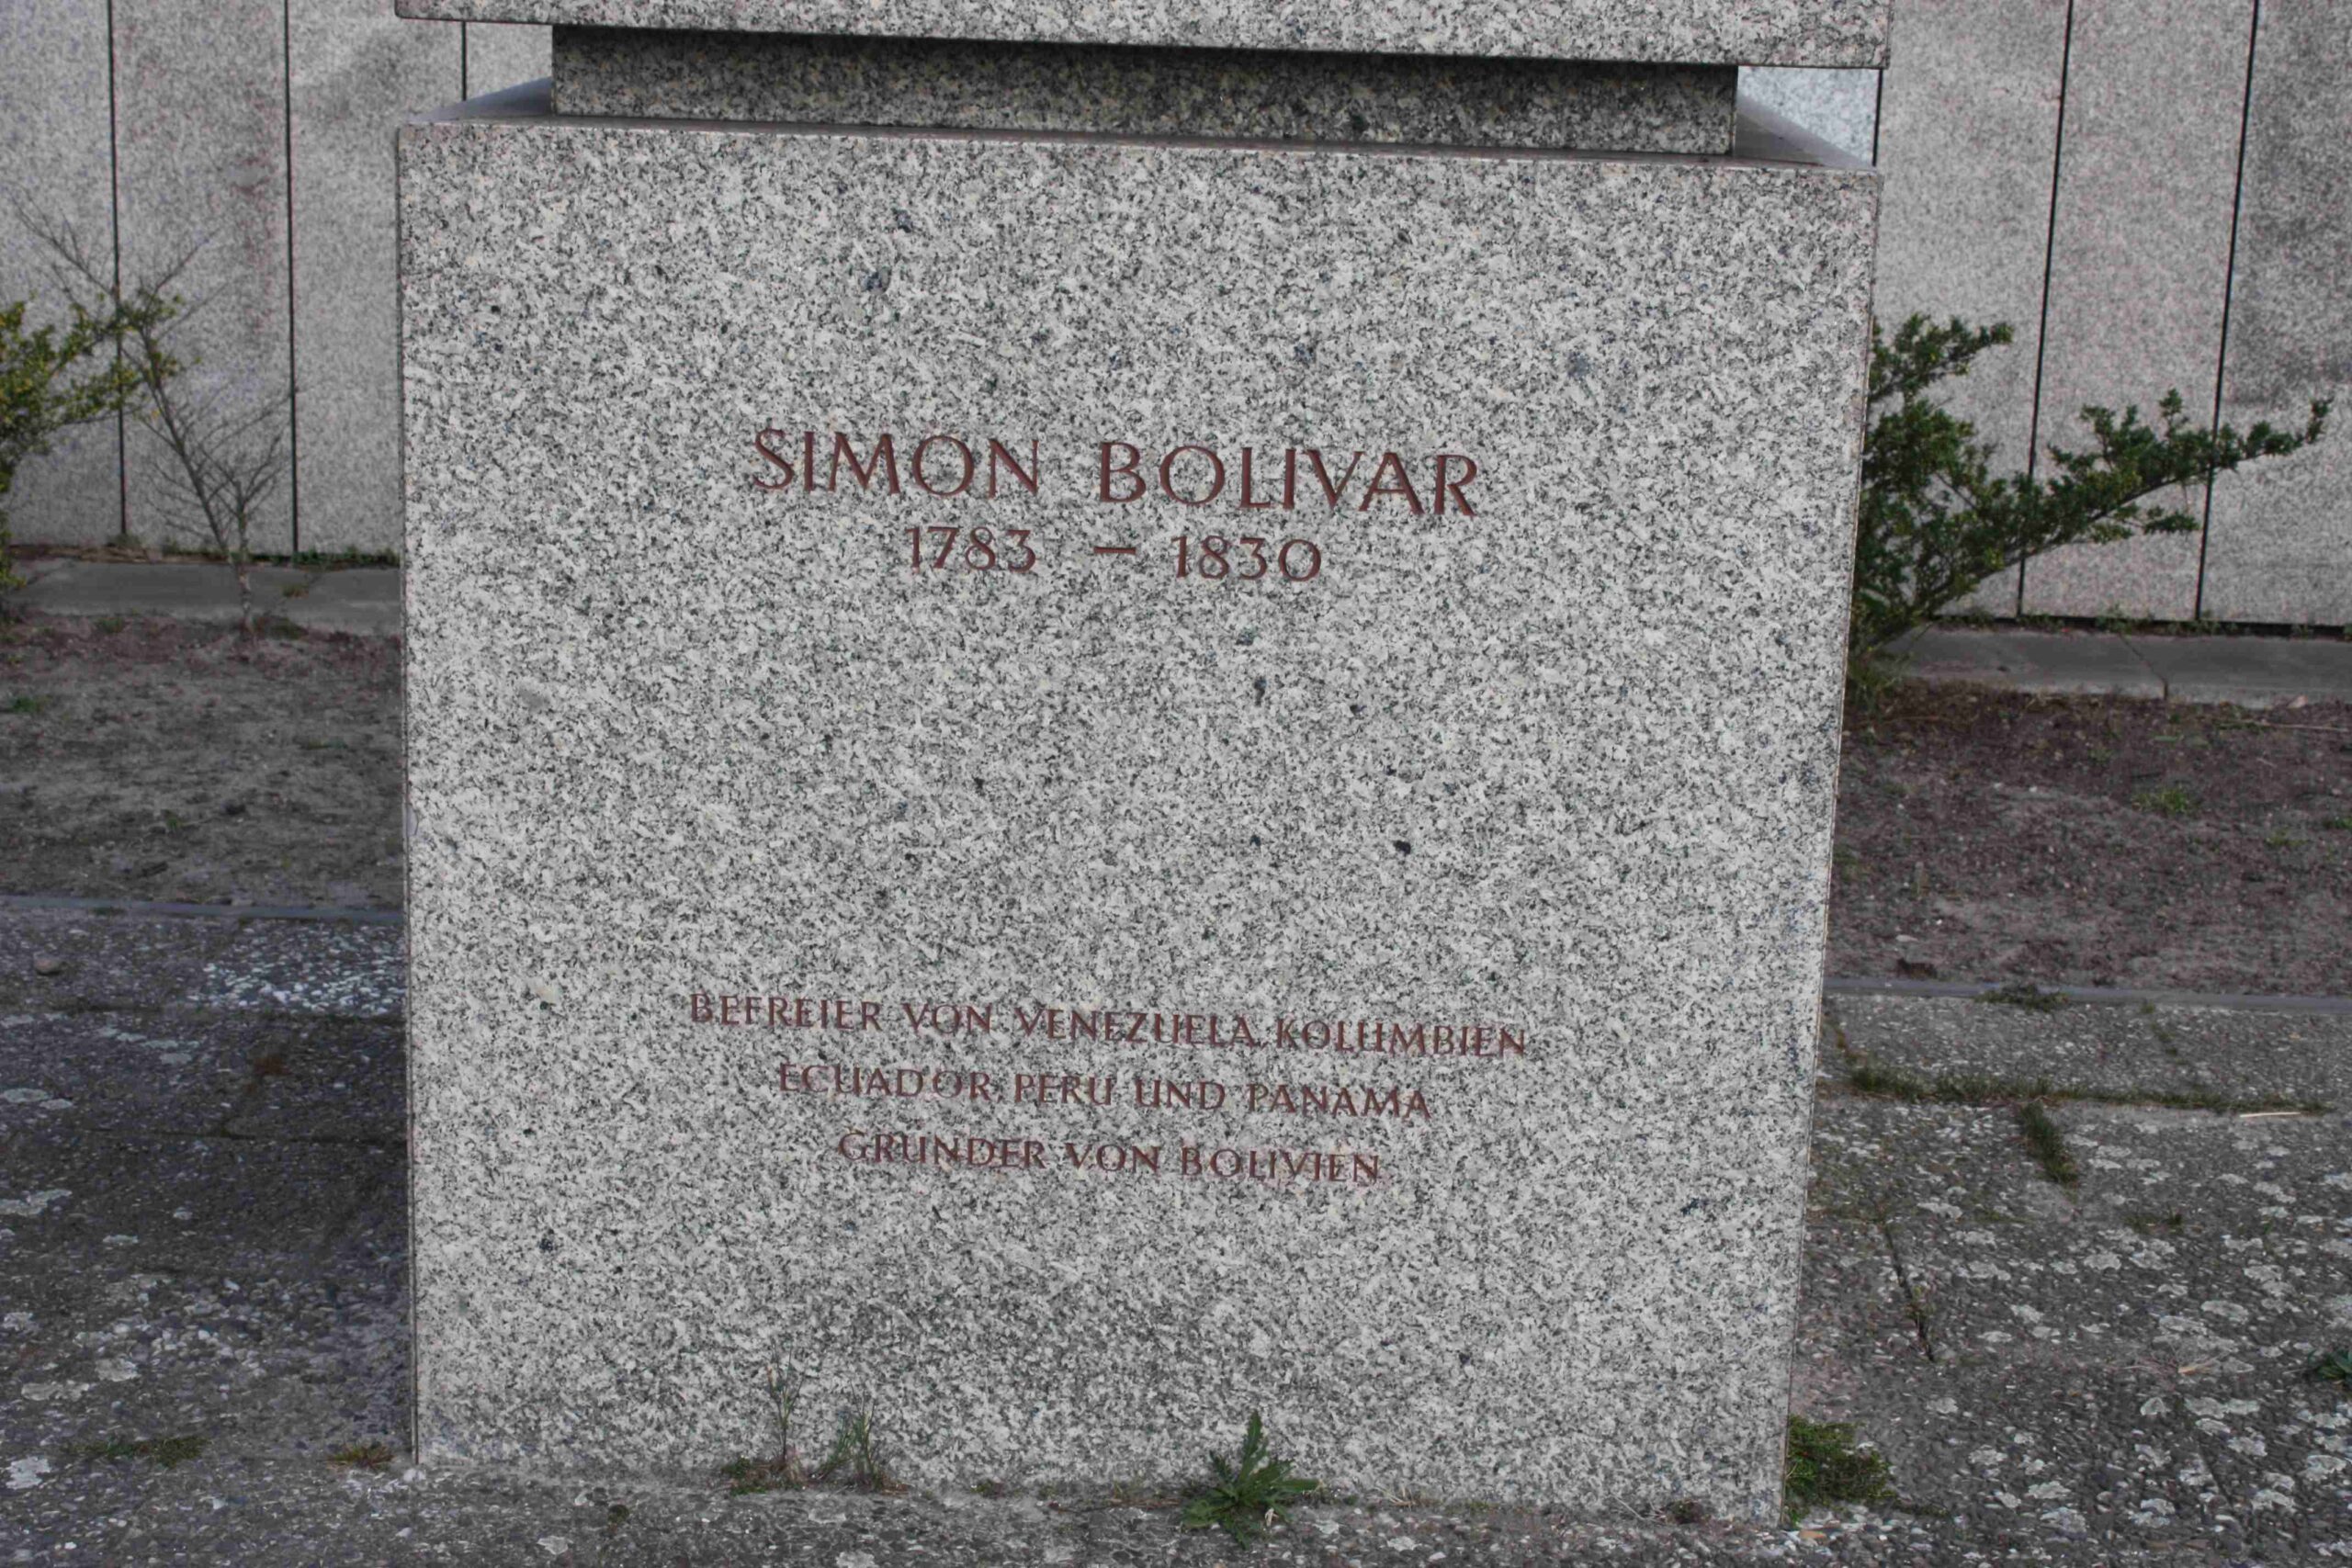 SIMON BOLIVAR
1783 – 1830
BEFREIER VON VENEZUELA, KOLUMBIEN
ECUADOR, PERU UND PANAMA
GRUNDER VON BOLIVIEN